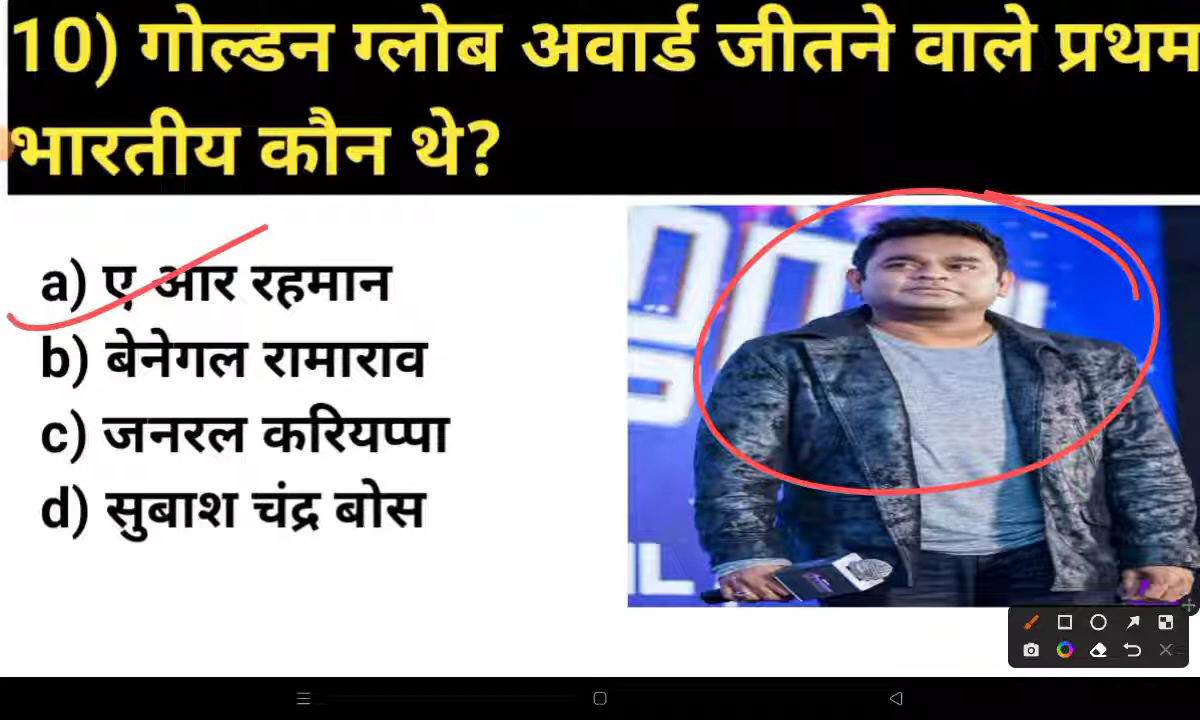 10) गोल्डन ग्लोब अवार्ड जीतने वाले प्रथम
भारतीय कौन थे?
a) ए आर रहमान
b) बेनेगल रामाराव
c) जनरल करियप्पा
d) सुबाश चंद्र बोस